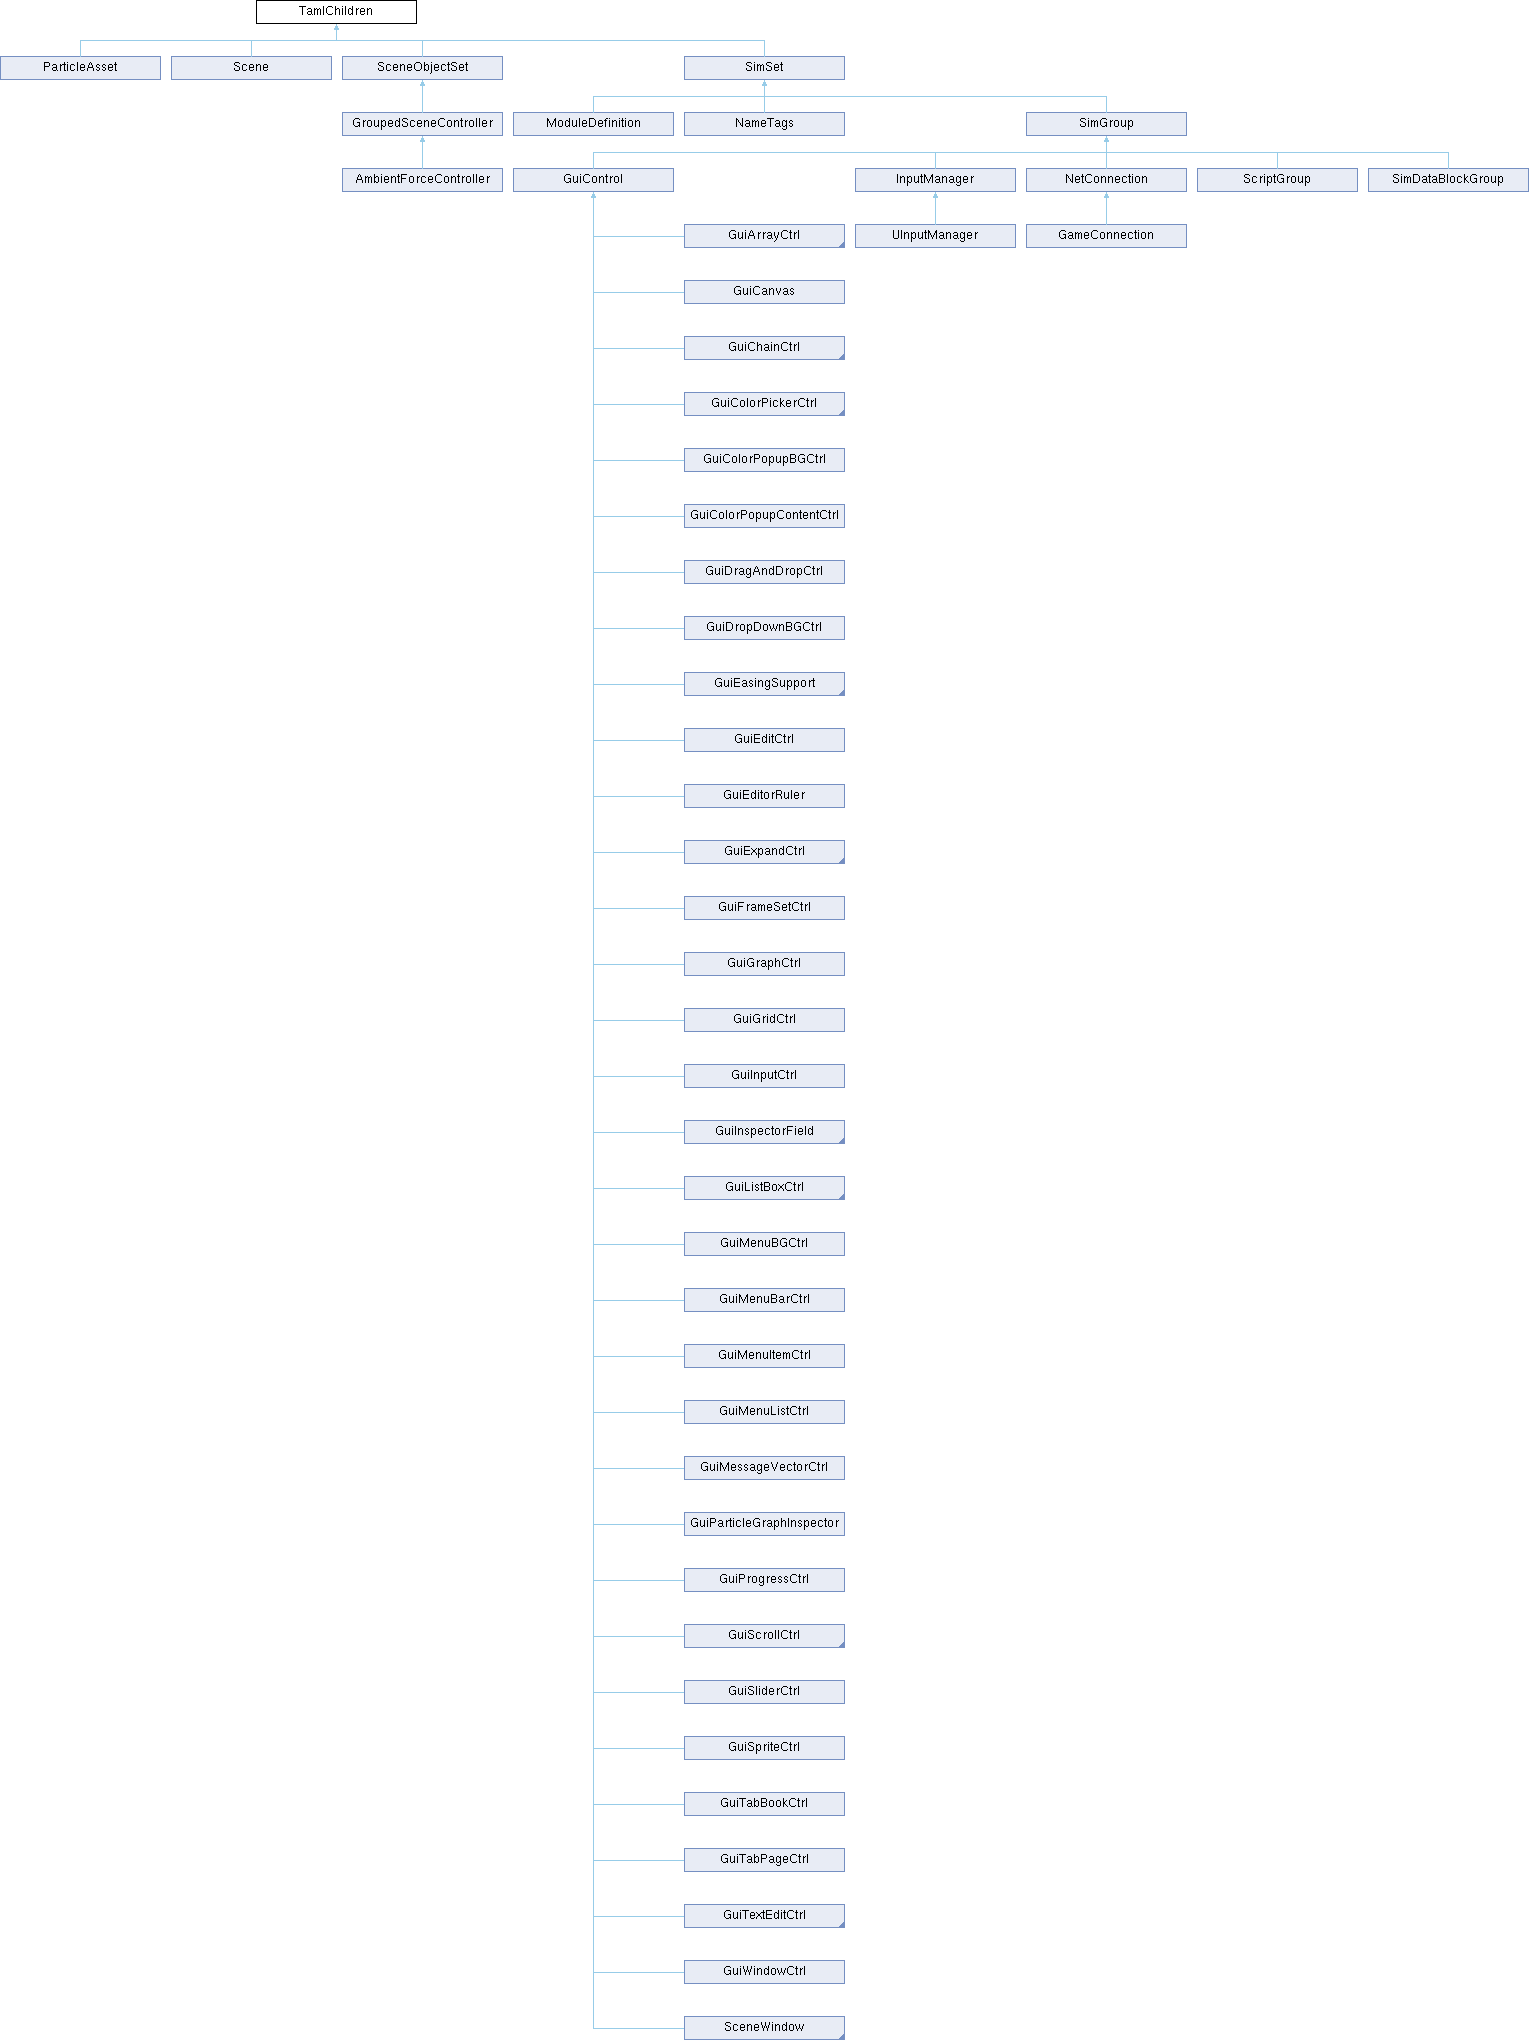 TamlChildren
ParticleAsset
Scene
SceneObjectSet
SimSet
GroupedSceneController
ModuleDefinition
NameTags
SimGroup
AmbientForceController
GuiControl
InputManager
NetConnection
ScriptGroup
SimDataBlockGroup
GuiArrayCtrl
UInputManager
GameConnection
GuiCanvas
GuiChainCtrl
GuiColorPickerCtrl
GuiColorPopupBGCtrl
GuiColorPopupContentCtrl
GuiDragAndDropCtrl
GuiDropDownBGCtrl
GuiEasingSupport
GuiEditCtrl
GuiEditorRuler
GuiExpandCtrl
GuiFrameSetCtrl
GuiGraphCtrl
GuiGridCtrl
GuiInputCtrl
GuiInspectorField
GuiListBoxCtrl
GuiMenuBGCtrl
GuiMenuBarCtrl
GuiMenuItemCtrl
GuiMenuListCtrl
GuiMessageVectorCtrl
GuiParticleGraphInspector
GuiProgressCtrl
GuiScrollCtrl
GuiSliderCtrl
GuiSpriteCtrl
GuiTabBookCtrl
GuiTabPageCtrl
GuiTextEditCtrl
GuiWindowCtrl
SceneWindow